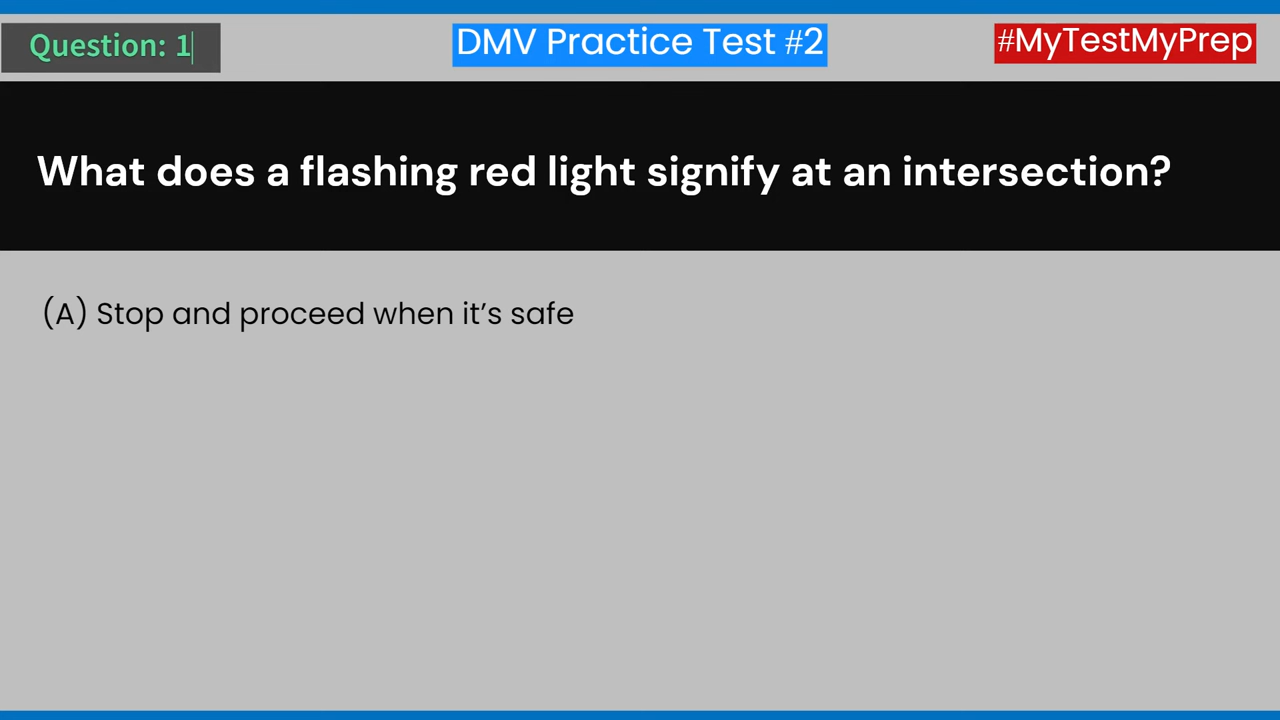 Question: 1
DMV Practice Test #2
#MyTestMyPrep
What does a flashing red light signify at an intersection?
(A) Stop and proceed when it’s safe